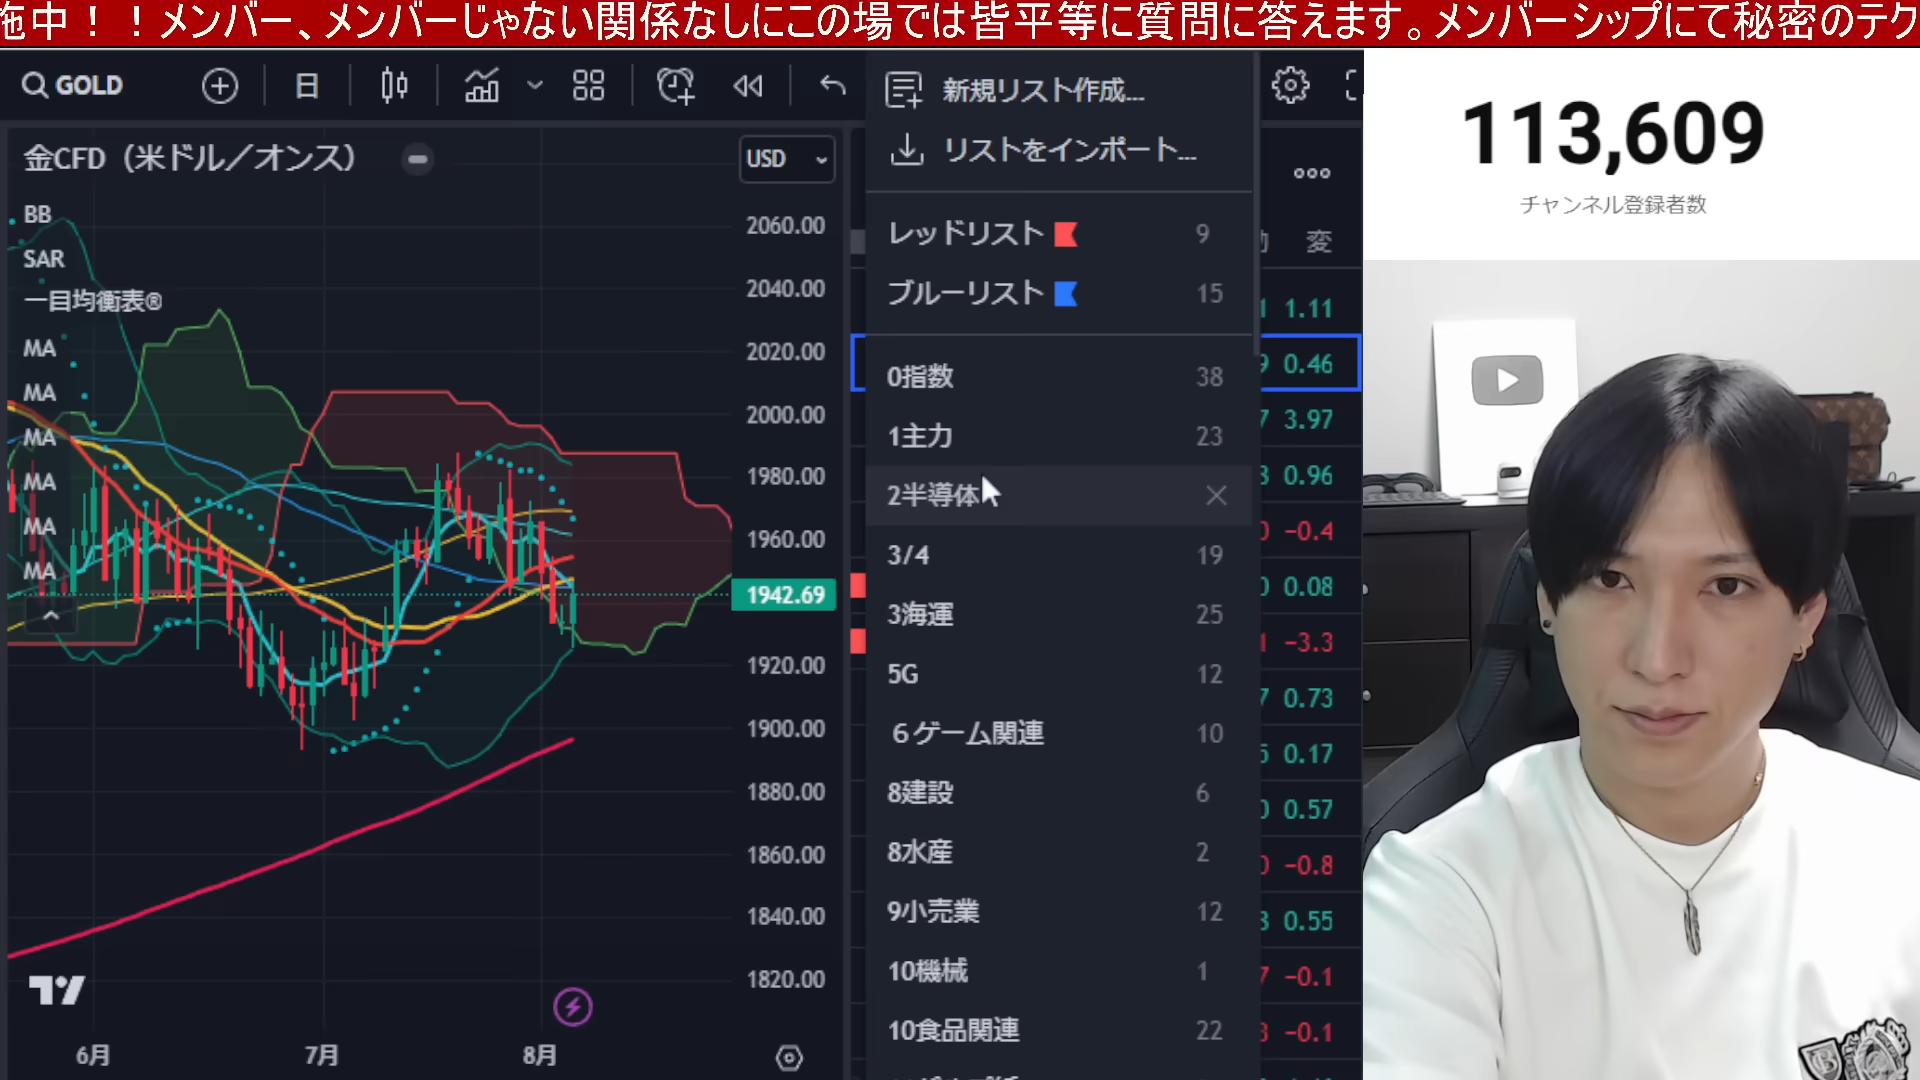 施中！！メンバー、メンバーじゃない関係なしにこの場では皆平等に質問に答えます。メンバーシップにて秘密のテク
GOLD
日
金CFD（米ドル／オンス）
USD
BB
SAR
一目均衡表®
MA
MA
MA
MA
MA
MA
2060.00
2040.00
2020.00
2000.00
1980.00
1960.00
1942.69
1920.00
1900.00
1880.00
1860.00
1840.00
1820.00
6月
7月
8月
新規リスト作成...
リストをインポート...
レッドリスト 9
ブルーリスト 15
0指数 38
1主力 23
2半導体
3/4 19
3海運 25
5G 12
６ゲーム関連 10
8建設 6
8水産 2
9小売業 12
10機械 1
10食品関連 22
変
1.11
0.46
3.97
0.96
−0.4
0.08
−3.3
0.73
0.17
0.57
−0.8
0.55
−0.1
−0.1
113,609
チャンネル登録者数